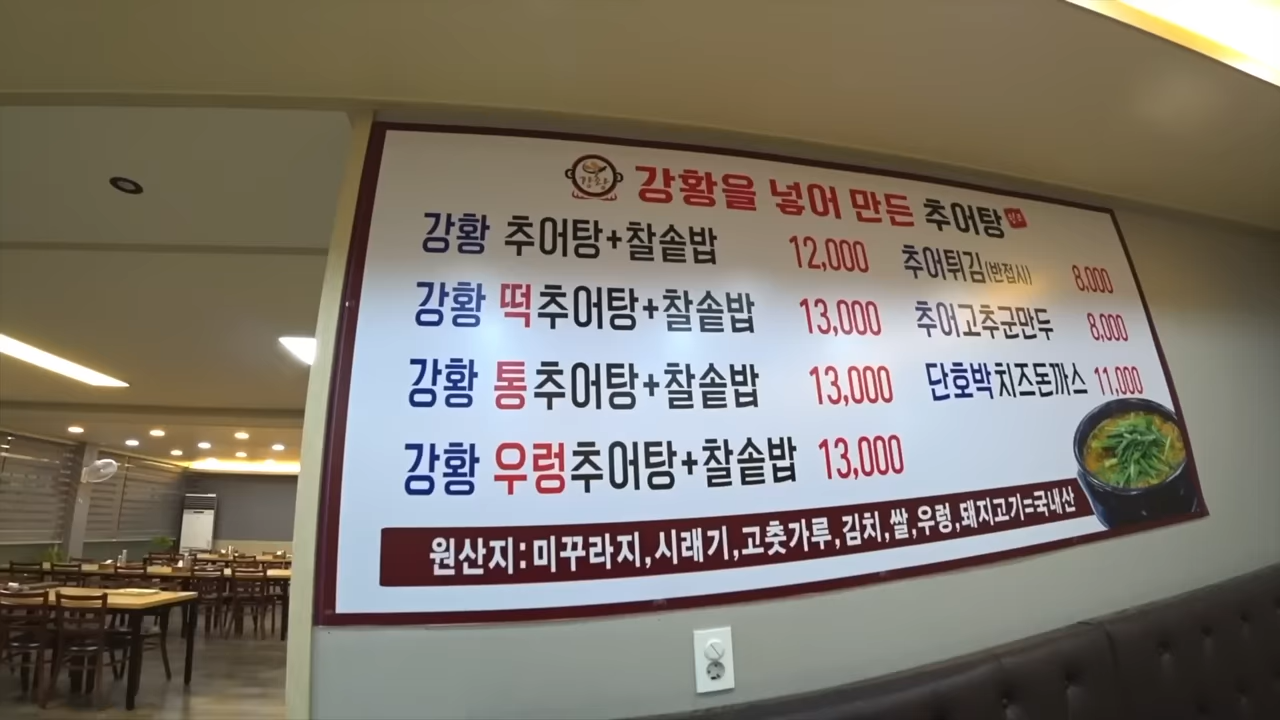 강황을 넣어 만든 추어탕
강황 추어탕+찰솥밥 12,000
강황 떡추어탕+찰솥밥 13,000
강황 통추어탕+찰솥밥 13,000
강황 우렁추어탕+찰솥밥 13,000
추어튀김(반접시) 8,000
추어고추군만두 8,000
단호박치즈돈까스 11,000
원산지:미꾸라지,시래기,고춧가루,김치,쌀,우렁,돼지고기=국내산